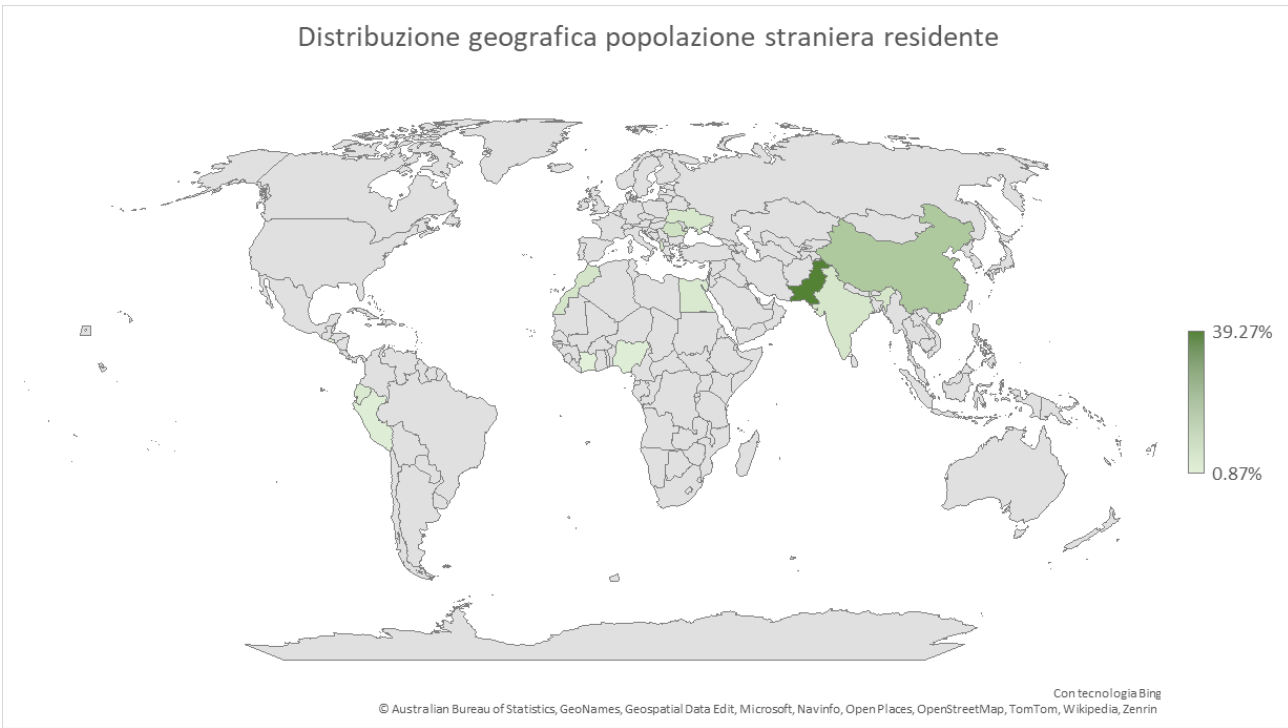 Distribuzione geografica popolazione straniera residente
39.27%
0.87%
Con tecnologia Bing
© Australian Bureau of Statistics, GeoNames, Geospatial Data Edit, Microsoft, Navinfo, Open Places, OpenStreetMap, TomTom, Wikipedia, Zenrin